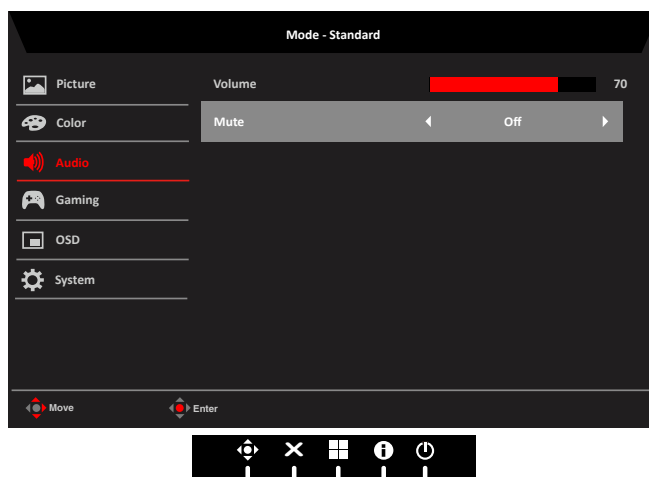 Mode - Standard
Picture
Volume 70
Color
Mute Off
Audio
Gaming
OSD
System
Move Enter